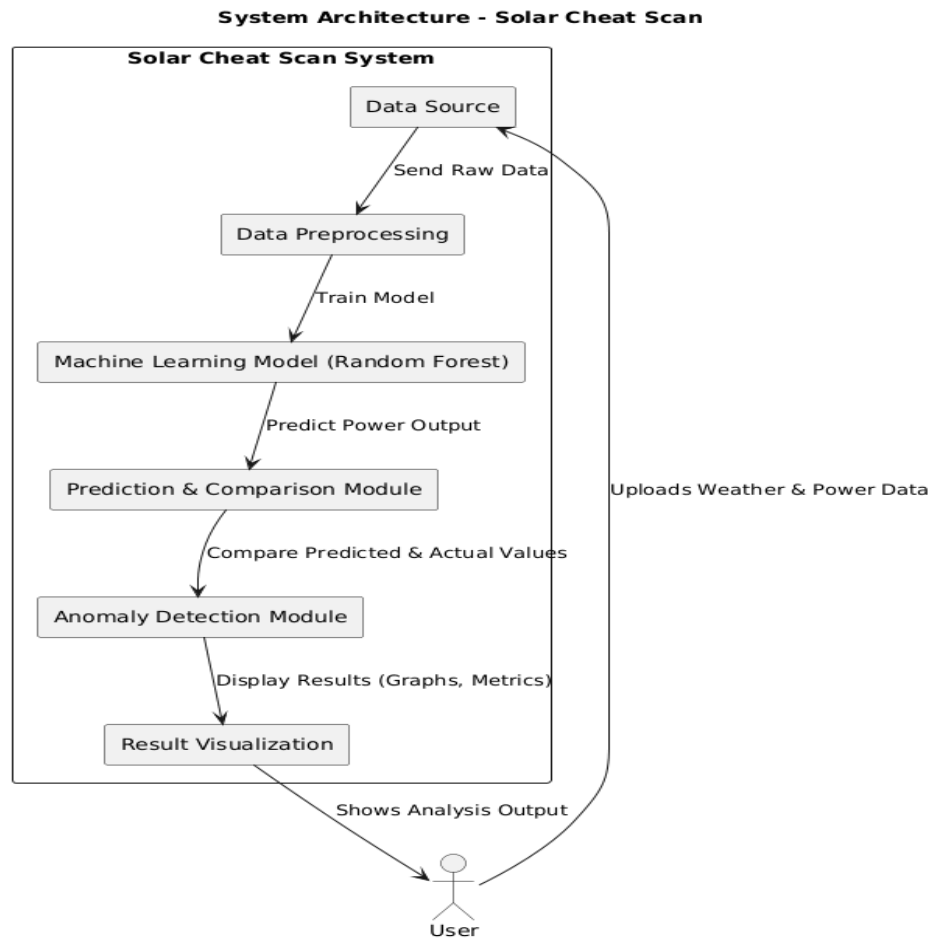 System Architecture - Solar Cheat Scan
Solar Cheat Scan System
Data Source
Send Raw Data
Data Preprocessing
Train Model
Machine Learning Model (Random Forest)
Predict Power Output
Prediction & Comparison Module
Uploads Weather & Power Data
Compare Predicted & Actual Values
Anomaly Detection Module
Display Results (Graphs, Metrics)
Result Visualization
Shows Analysis Output
User